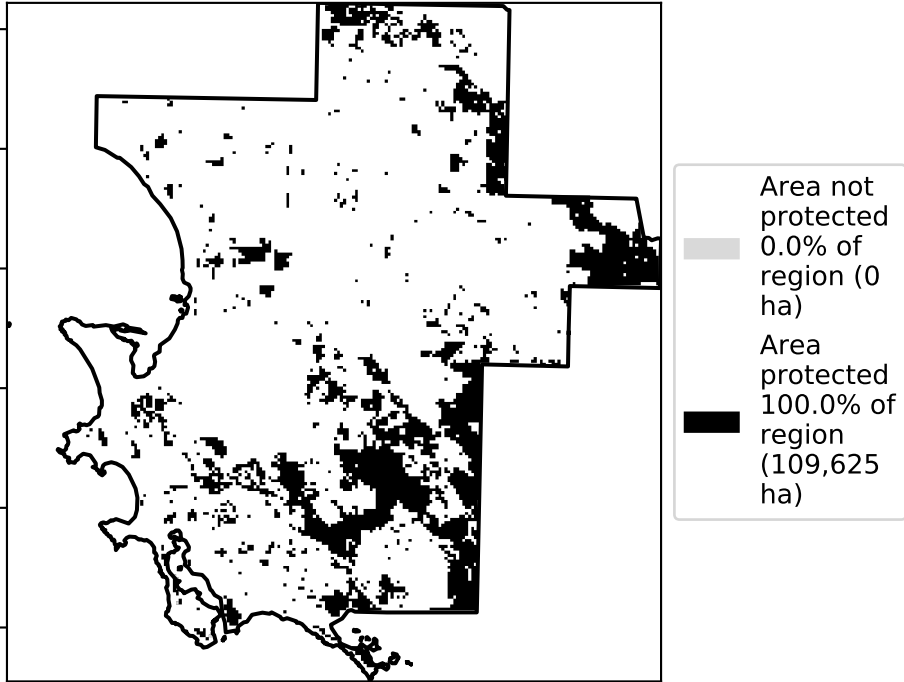 Area not
protected
0.0% of
region (0
ha)
Area
protected
100.0% of
region
(109,625
ha)